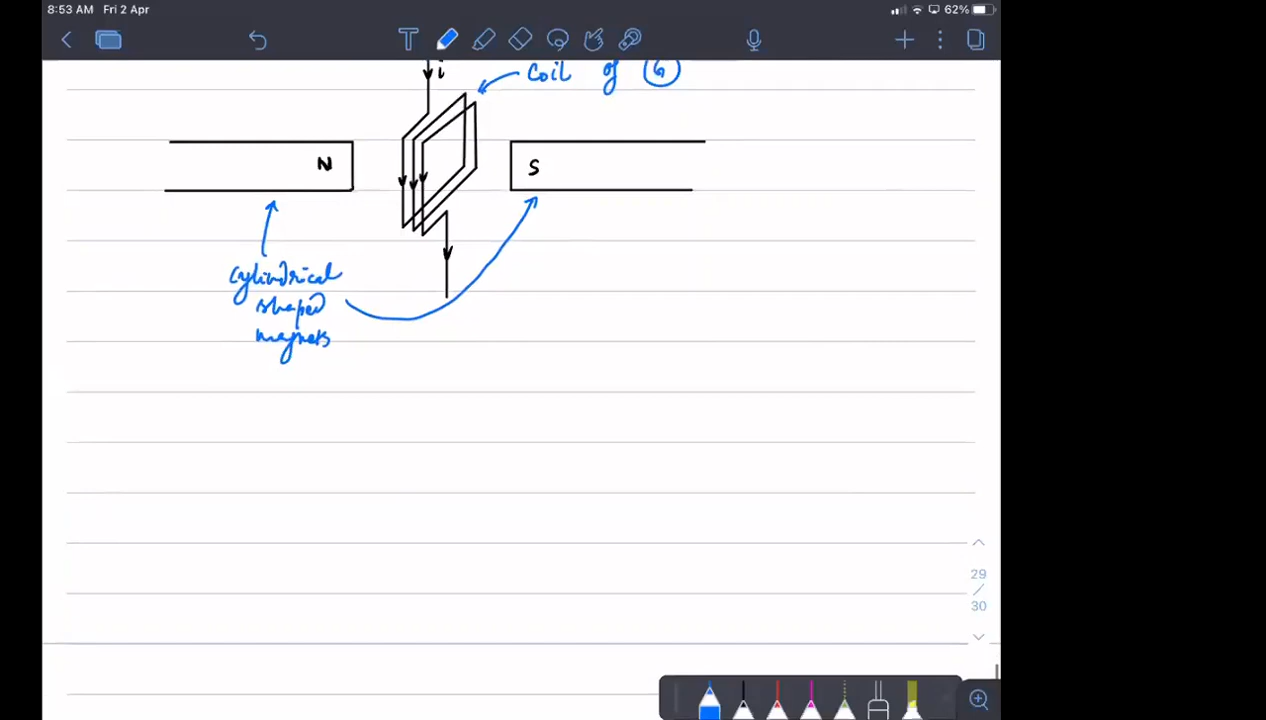 8:53 AM Fri 2 Apr
62%
i
Coil of G
N
S
cylindrical
shaped
magnets
29
/
30